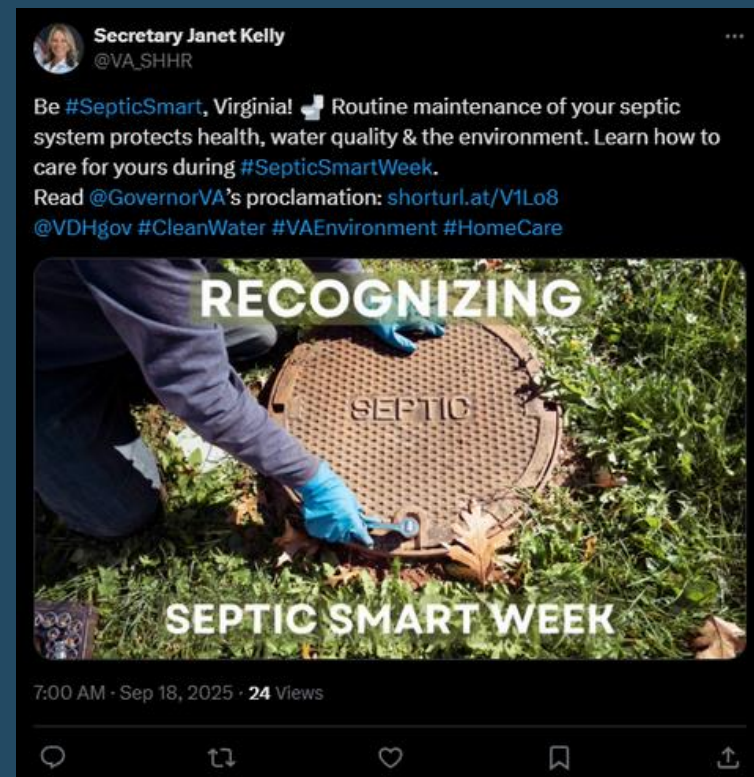 Secretary Janet Kelly
@VA_SHHR
Be #SepticSmart, Virginia! 🚽 Routine maintenance of your septic
system protects health, water quality & the environment. Learn how to
care for yours during #SepticSmartWeek.
Read @GovernorVA's proclamation: shorturl.at/V1Lo8
@VDHgov #CleanWater #VAEnvironment #HomeCare
RECOGNIZING
SEPTIC
SEPTIC SMART WEEK
7:00 AM · Sep 18, 2025 · 24 Views